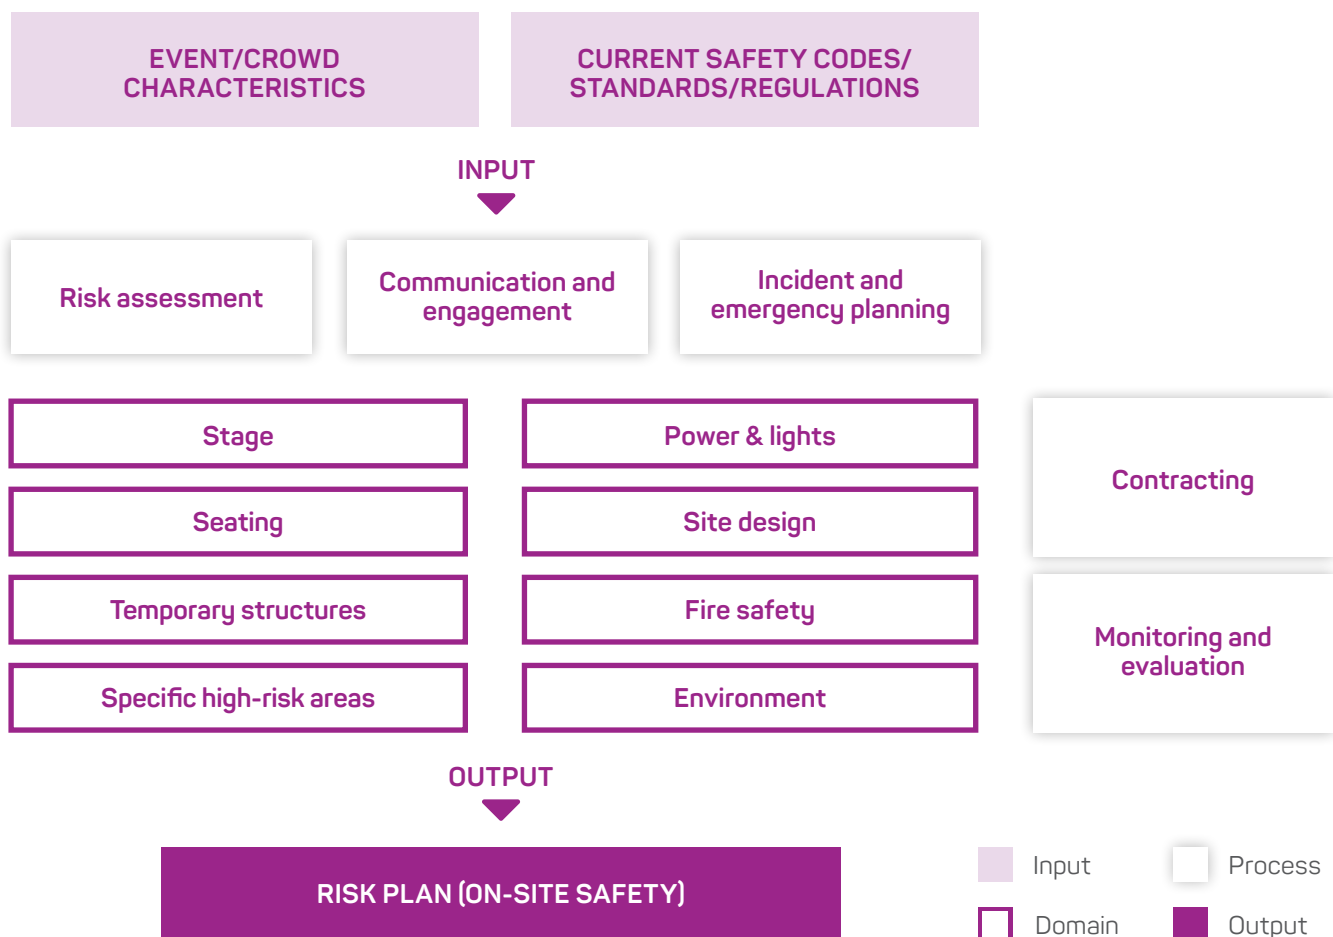 EVENT/CROWD
CHARACTERISTICS
CURRENT SAFETY CODES/
STANDARDS/REGULATIONS
INPUT
Risk assessment
Communication and
engagement
Incident and
emergency planning
Stage
Power & lights
Seating
Site design
Temporary structures
Fire safety
Specific high-risk areas
Environment
Contracting
Monitoring and
evaluation
OUTPUT
RISK PLAN (ON-SITE SAFETY)
Input
Process
Domain
Output